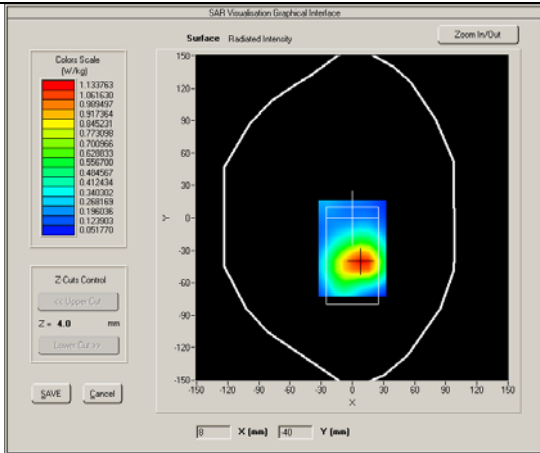 SAR Visualisation Graphical Interface
Surface Radiated Intensity
Zoom In/Out
Colors Scale
(W/kg)
1.133763
1.061630
0.989497
0.917364
0.845231
0.773098
0.700966
0.628833
0.556700
0.484567
0.412434
0.340302
0.268169
0.196036
0.123903
0.051770
150
120
90
60
30
0
-30
-60
-90
-120
-150
Y
-150 -120 -90 -60 -30 0 30 60 90 120 150
X
Z-Cuts Control
<< Upper Cut
Z = 4.0 mm
Lower Cut >>
SAVE Cancel
8 X (mm) -40 Y (mm)